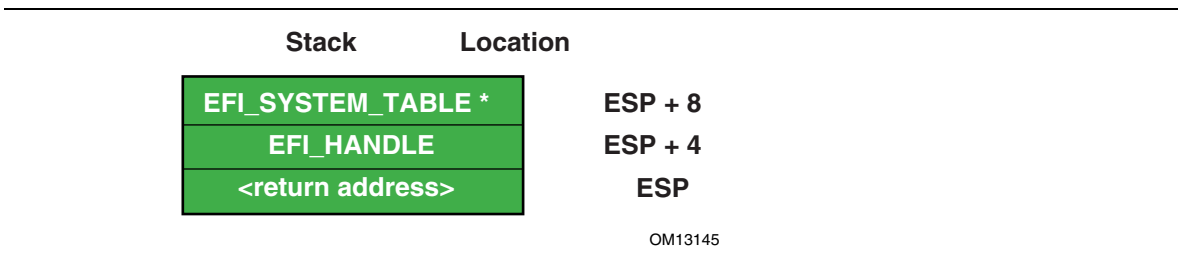 Stack Location
EFI_SYSTEM_TABLE * ESP + 8
EFI_HANDLE ESP + 4
<return address> ESP
OM13145